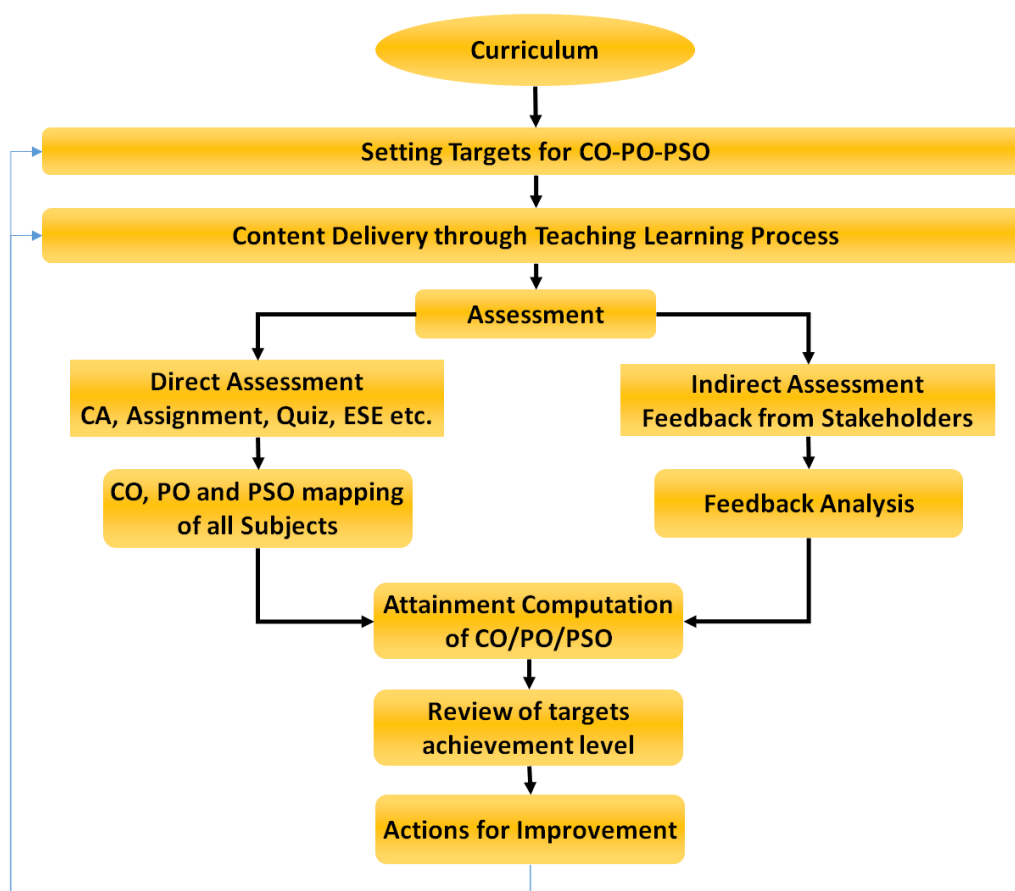 Curriculum
Setting Targets for CO-PO-PSO
Content Delivery through Teaching Learning Process
Assessment
Direct Assessment
CA, Assignment, Quiz, ESE etc.
Indirect Assessment
Feedback from Stakeholders
CO, PO and PSO mapping
of all Subjects
Feedback Analysis
Attainment Computation
of CO/PO/PSO
Review of targets
achievement level
Actions for Improvement